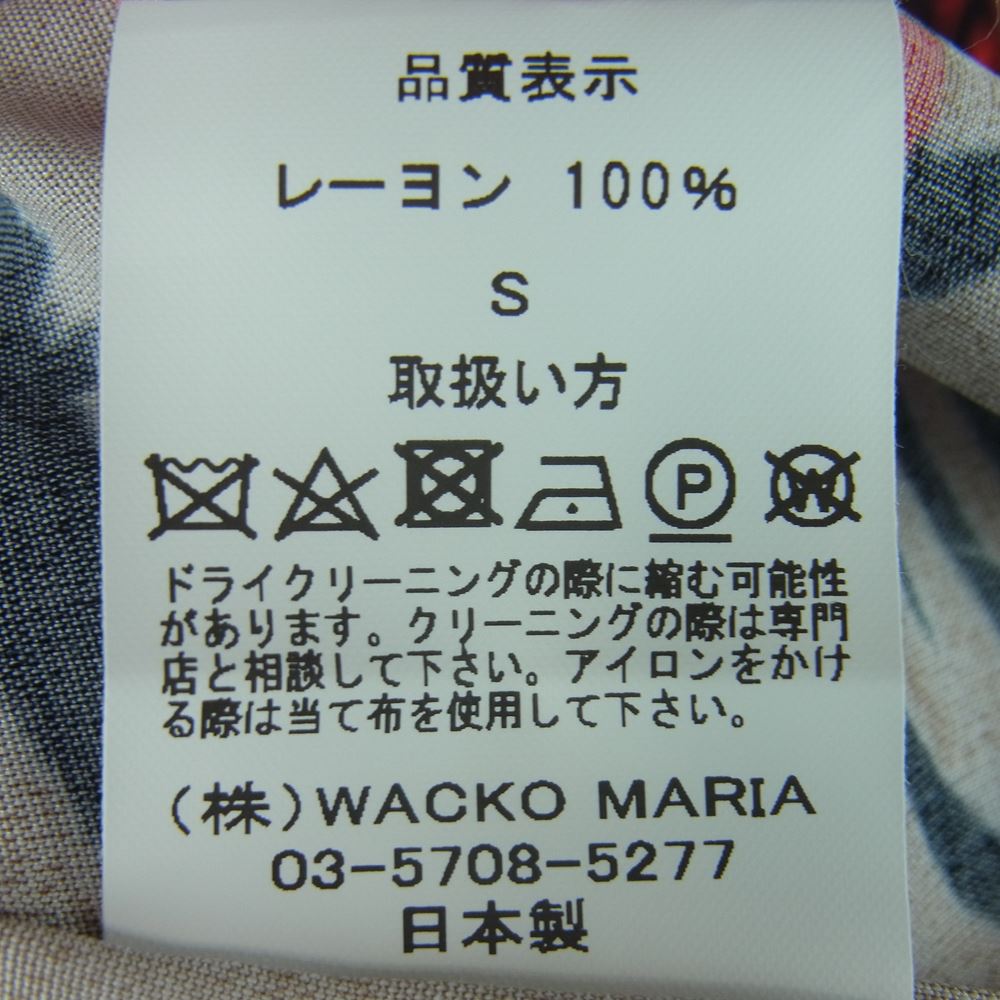 品質表示
レーヨン 100%
S
取扱い方
P W
ドライクリーニングの際に縮む可能性
があります。クリーニングの際は専門
店と相談して下さい。アイロンをかけ
る際は当て布を使用して下さい。
(株)WACKO MARIA
03-5708-5277
日本製